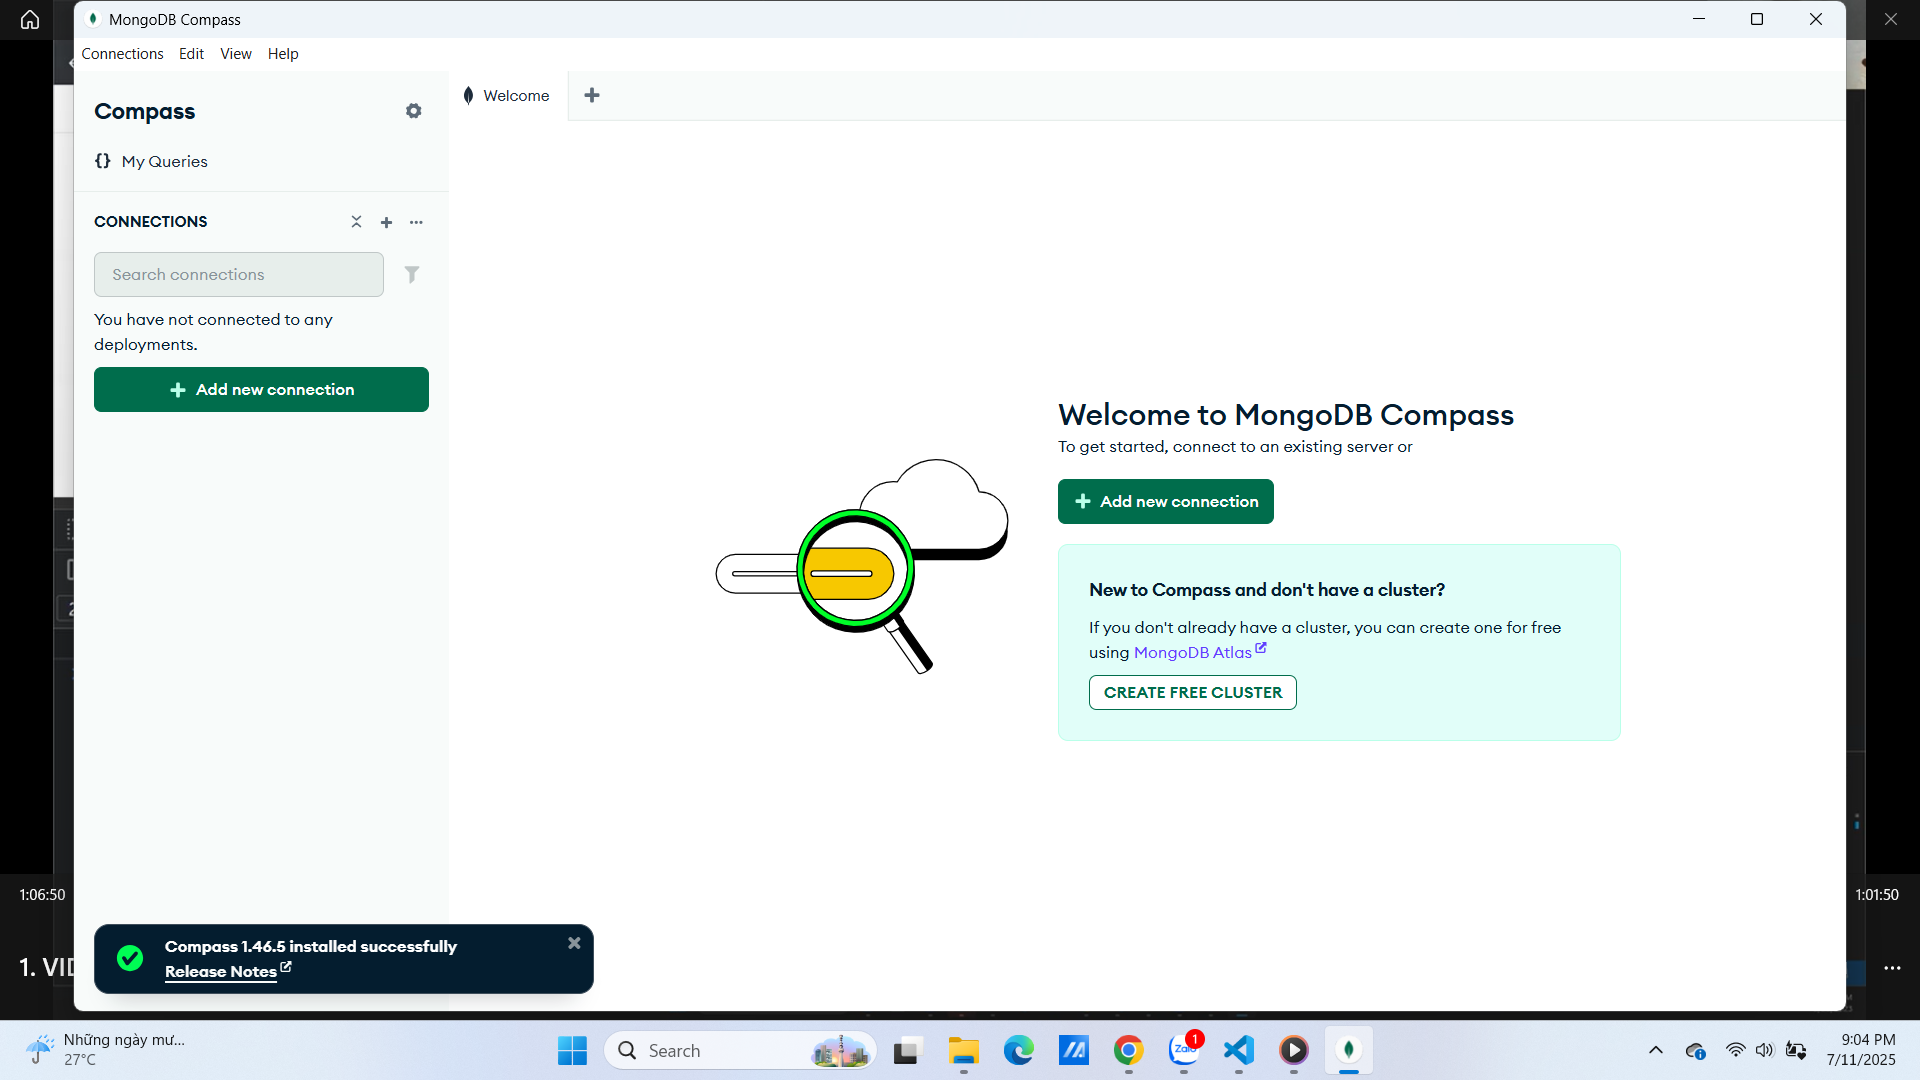 MongoDB Compass
Connections Edit View Help
Compass
{} My Queries
CONNECTIONS
Search connections
You have not connected to any
deployments.
+ Add new connection
Welcome
Welcome to MongoDB Compass
To get started, connect to an existing server or
+ Add new connection
New to Compass and don't have a cluster?
If you don't already have a cluster, you can create one for free
using MongoDB Atlas
CREATE FREE CLUSTER
1:06:50
1:01:50
1. VID
Compass 1.46.5 installed successfully
Release Notes
Những ngày mư...
27°C
Search
Zalo
1
9:04 PM
7/11/2025